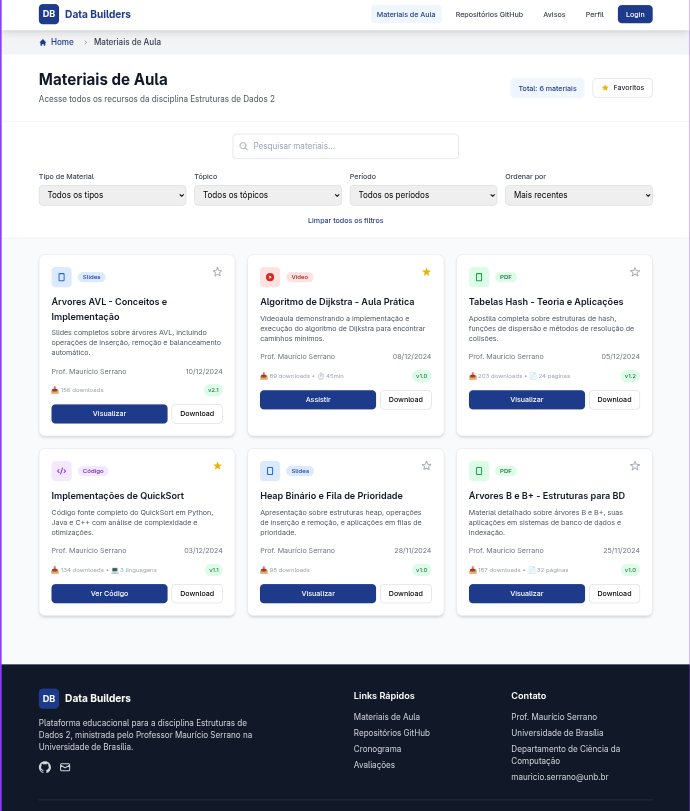 DB Data Builders Materiais de Aula Repositórios GitHub Avisos Perfil Login
Home > Materiais de Aula
Materiais de Aula
Acesse todos os recursos da disciplina Estruturas de Dados 2
Total: 6 materiais Favoritos
Pesquisar materiais...
Tipo de Material Tópico Período Ordenar por
Todos os tipos Todos os tópicos Todos os períodos Mais recentes
Limpar todos os filtros
Slides
Árvores AVL - Conceitos e
Implementação
Slides completos sobre árvores AVL, incluindo
operações de inserção, remoção e balanceamento
automático.
Prof. Maurício Serrano 10/12/2024
156 downloads v2.1
Visualizar Download
Vídeo
Algoritmo de Dijkstra - Aula Prática
Videoaula demonstrando a implementação e
execução do algoritmo de Dijkstra para encontrar
caminhos mínimos.
Prof. Maurício Serrano 08/12/2024
89 downloads • 45min v1.0
Assistir Download
PDF
Tabelas Hash - Teoria e Aplicações
Apostila completa sobre estruturas de hash,
funções de dispersão e métodos de resolução de
colisões.
Prof. Maurício Serrano 05/12/2024
203 downloads • 24 páginas v1.2
Visualizar Download
Código
Implementações de QuickSort
Código fonte completo do QuickSort em Python,
Java e C++ com análise de complexidade e
otimizações.
Prof. Maurício Serrano 03/12/2024
134 downloads • 3 linguagens v1.1
Ver Código Download
Slides
Heap Binário e Fila de Prioridade
Apresentação sobre estruturas heap, operações
de inserção e remoção, e aplicações em filas de
prioridade.
Prof. Maurício Serrano 28/11/2024
98 downloads v1.0
Visualizar Download
PDF
Árvores B e B+ - Estruturas para BD
Material detalhado sobre árvores B e B+, suas
aplicações em sistemas de banco de dados e
indexação.
Prof. Maurício Serrano 25/11/2024
167 downloads • 32 páginas v1.0
Visualizar Download
DB Data Builders
Plataforma educacional para a disciplina Estruturas de
Dados 2, ministrada pelo Professor Maurício Serrano na
Universidade de Brasília.
Links Rápidos
Materiais de Aula
Repositórios GitHub
Cronograma
Avaliações
Contato
Prof. Maurício Serrano
Universidade de Brasília
Departamento de Ciência da
Computação
mauricio.serrano@unb.br